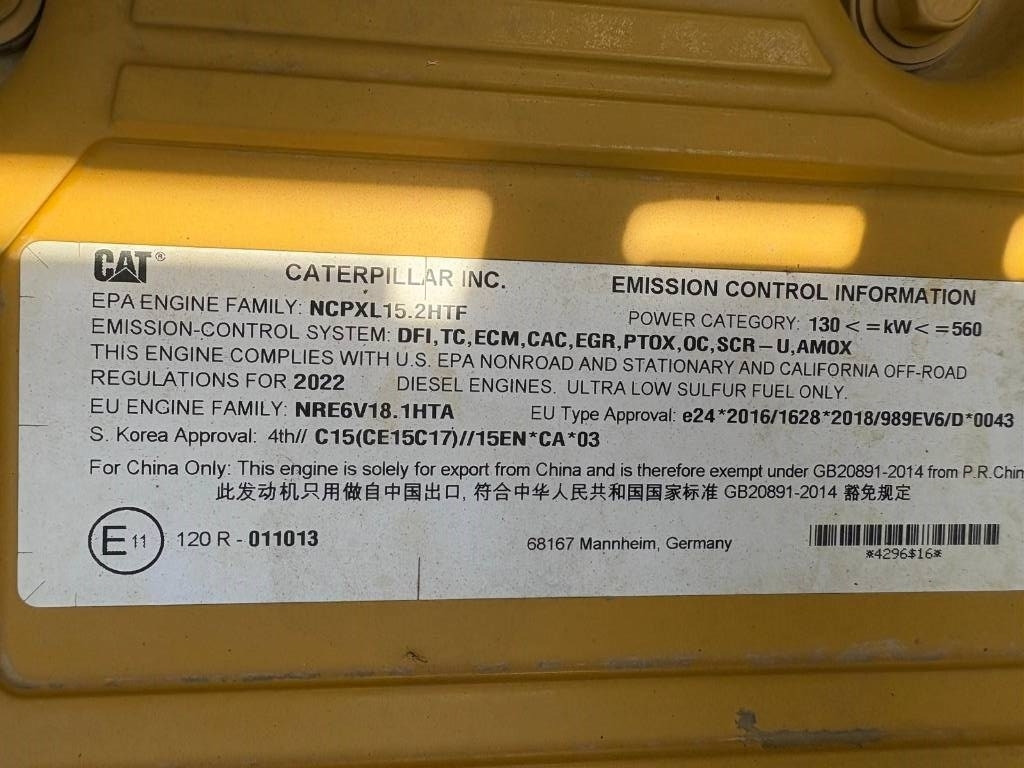 CAT®
CATERPILLAR INC.
EMISSION CONTROL INFORMATION
EPA ENGINE FAMILY: NCPXL15.2HTF
POWER CATEGORY: 130 < =kW< =560
EMISSION-CONTROL SYSTEM: DFI,TC,ECM,CAC,EGR,PTOX,OC,SCR-U,AMOX
THIS ENGINE COMPLIES WITH U.S. EPA NONROAD AND STATIONARY AND CALIFORNIA OFF-ROAD
REGULATIONS FOR 2022 DIESEL ENGINES. ULTRA LOW SULFUR FUEL ONLY.
EU ENGINE FAMILY: NRE6V18.1HTA EU Type Approval: e24*2016/1628*2018/989EV6/D*0043
S. Korea Approval: 4th// C15(CE15C17)//15EN*CA*03
For China Only: This engine is solely for export from China and is therefore exempt under GB20891-2014 from P.R.Chin
此发动机只用做自中国出口, 符合中华人民共和国国家标准 GB20891-2014 豁免规定
E11 120 R - 011013
68167 Mannheim, Germany
*4296$16*